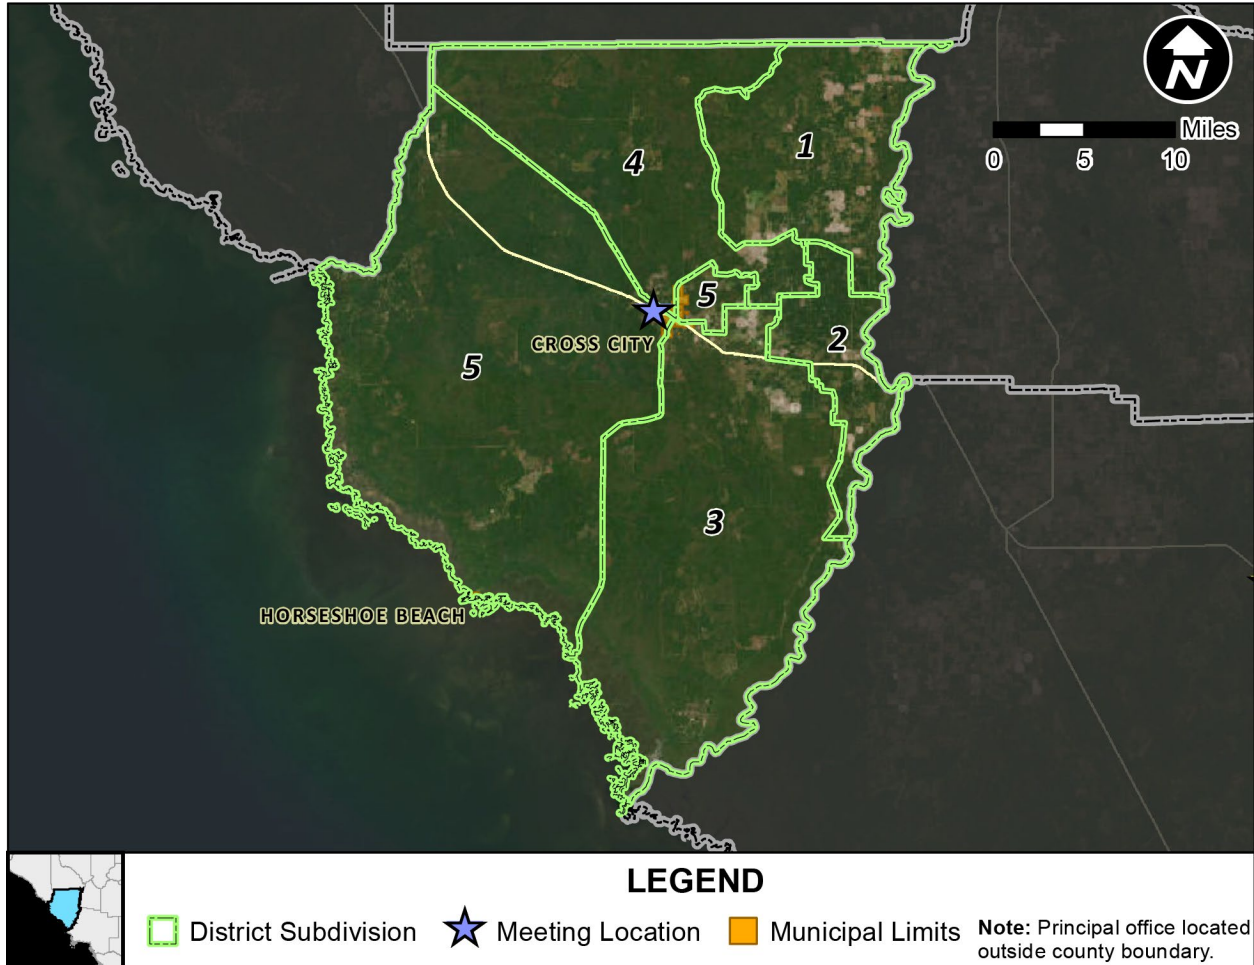 N
Miles
0 5 10
1
4
5
CROSS CITY
2
5
3
HORSESHOE BEACH
LEGEND
District Subdivision
Meeting Location
Municipal Limits
Note: Principal office located
outside county boundary.